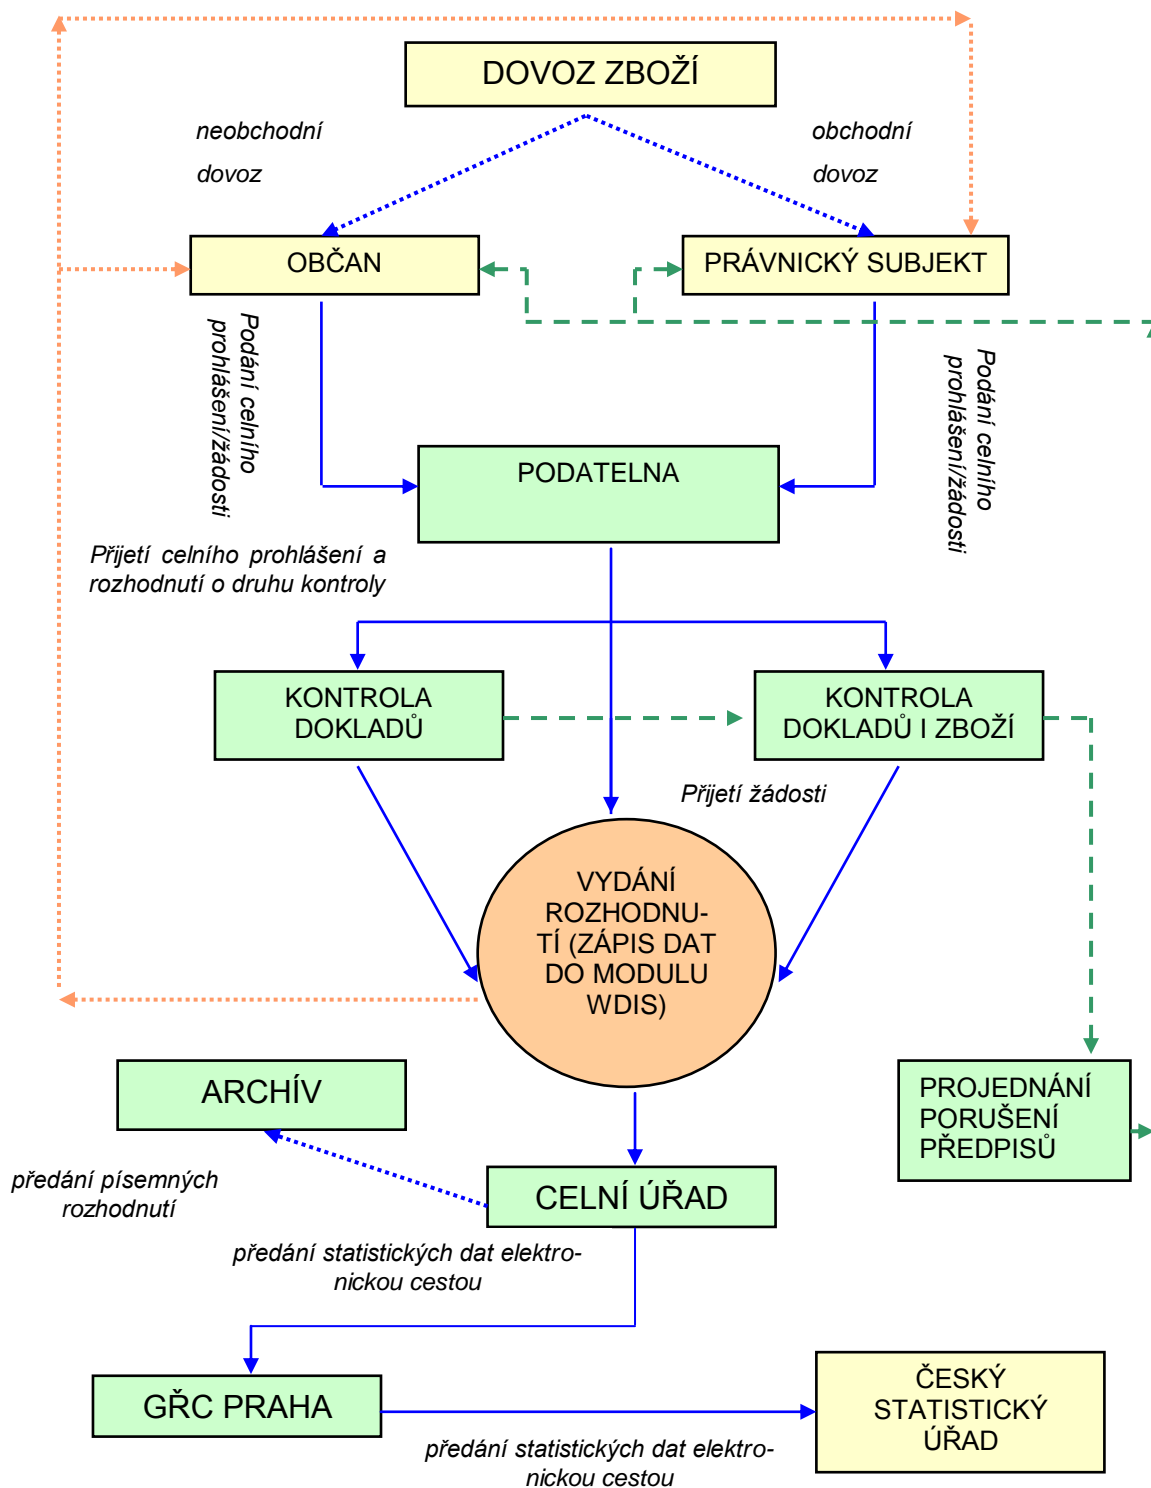 DOVOZ ZBOŽÍ
neobchodní
dovoz
obchodní
dovoz
OBČAN
PRÁVNICKÝ SUBJEKT
Podání celního
prohlášení/žádosti
Podání celního
prohlášení/žádosti
PODATELNA
Přijetí celního prohlášení a
rozhodnutí o druhu kontroly
KONTROLA
DOKLADŮ
KONTROLA
DOKLADŮ I ZBOŽÍ
Přijetí žádosti
VYDÁNÍ
ROZHODNU-
TÍ (ZÁPIS DAT
DO MODULU
WDIS)
ARCHÍV
PROJEDNÁNÍ
PORUŠENÍ
PŘEDPISŮ
předání písemných
rozhodnutí
CELNÍ ÚŘAD
předání statistických dat elektro-
nickou cestou
GŘC PRAHA
ČESKÝ
STATISTICKÝ
ÚŘAD
předání statistických dat elektro-
nickou cestou